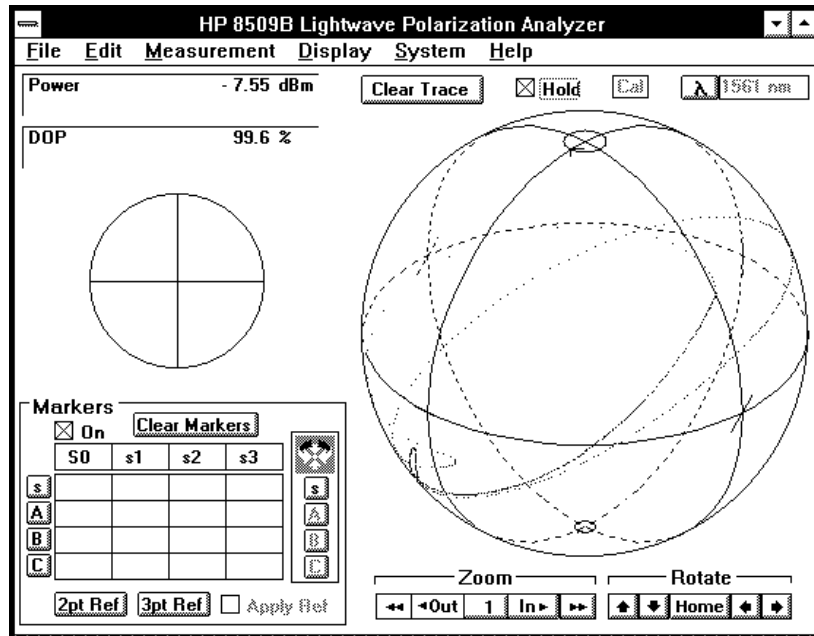 HP 8509B Lightwave Polarization Analyzer
File Edit Measurement Display System Help
Power - 7.55 dBm
Clear Trace Hold Cal λ 1561 nm
DOP 99.6 %
Markers
On Clear Markers
S0 s1 s2 s3
s s
A A
B B
C C
2pt Ref 3pt Ref Apply Ref
Zoom Rotate
Out 1 In Home